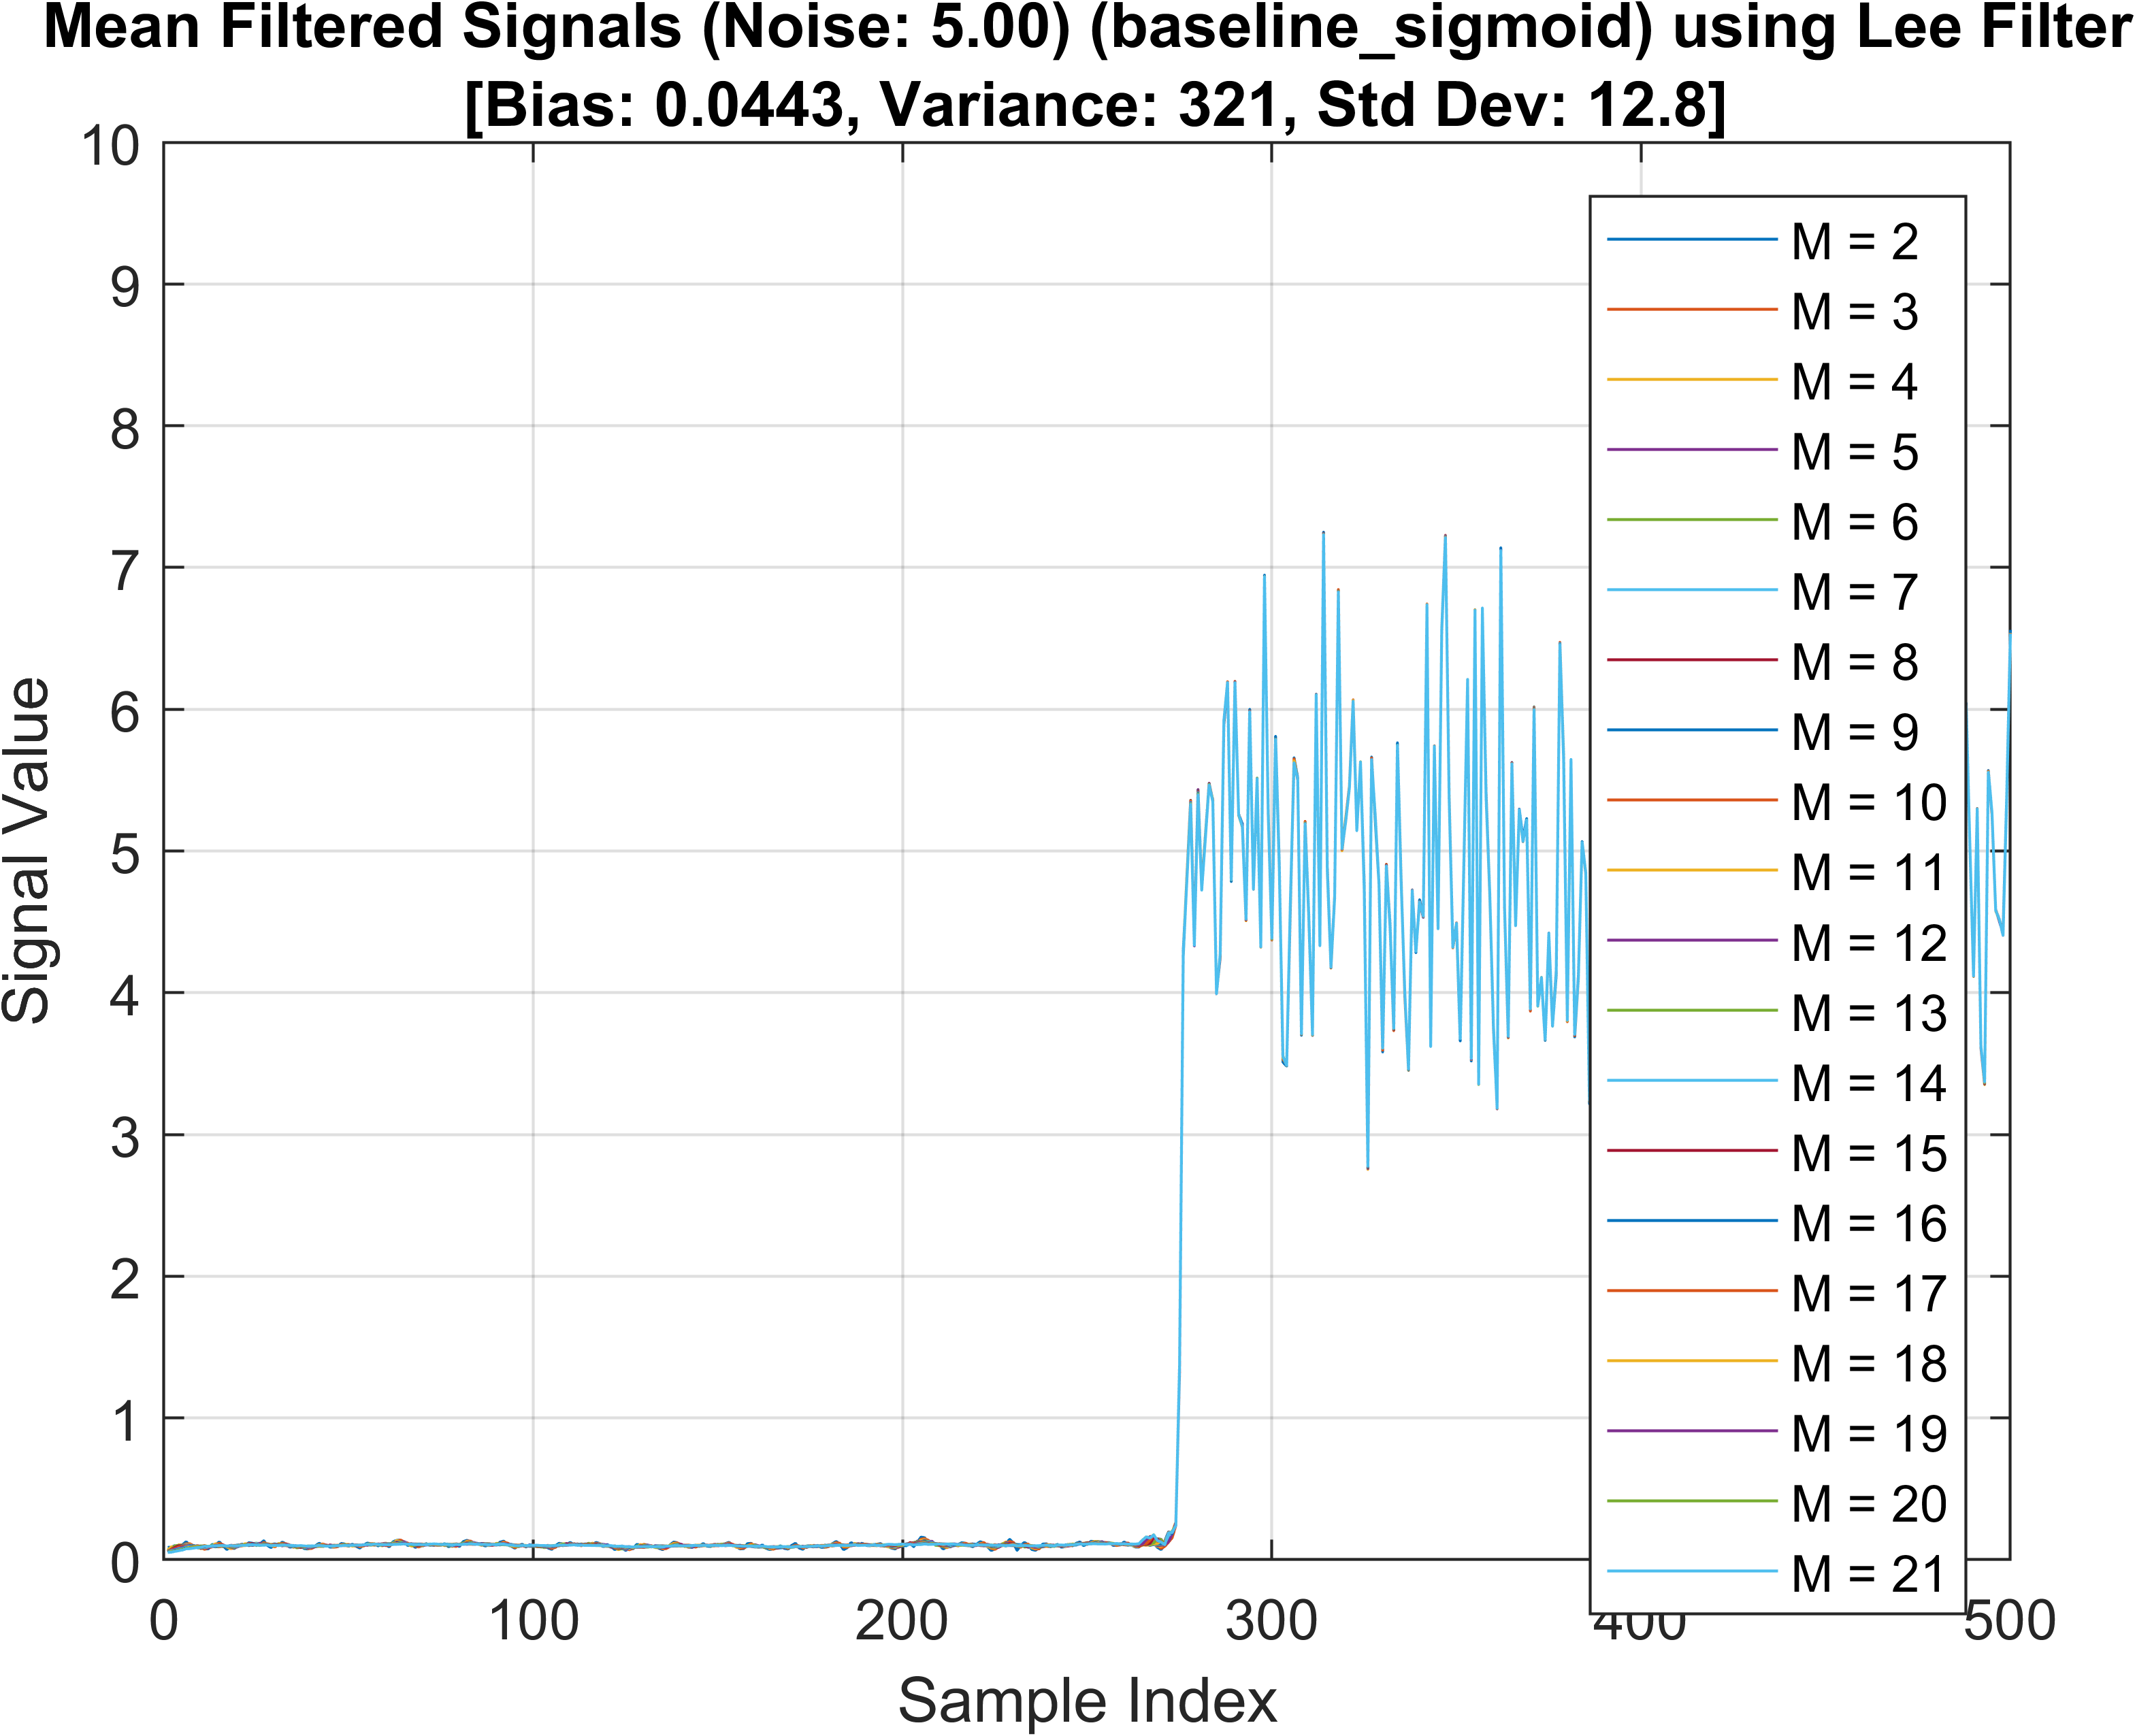 Mean Filtered Signals (Noise: 5.00) (baseline_sigmoid) using Lee Filter
[Bias: 0.0443, Variance: 321, Std Dev: 12.8]
10
9
8
7
6
5
4
3
2
1
0
Signal Value
M = 2
M = 3
M = 4
M = 5
M = 6
M = 7
M = 8
M = 9
M = 10
M = 11
M = 12
M = 13
M = 14
M = 15
M = 16
M = 17
M = 18
M = 19
M = 20
M = 21
0 100 200 300 400 500
Sample Index